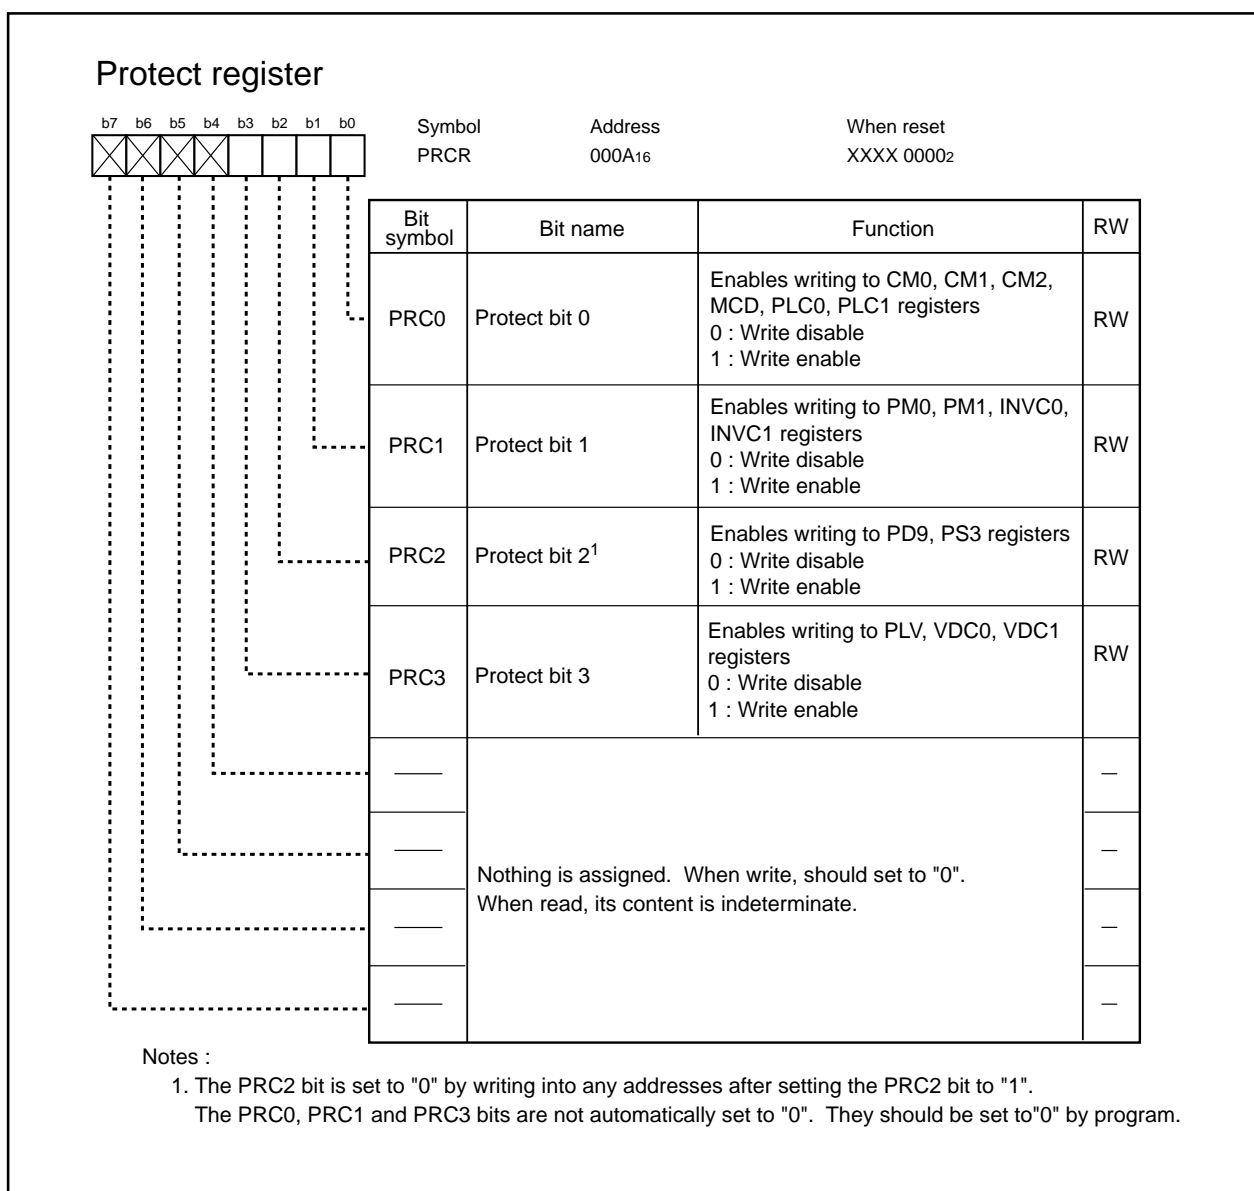 Protect register
b7 b6 b5 b4 b3 b2 b1 b0
Symbol Address When reset
PRCR 000A16 XXXX 00002
Bit symbol Bit name Function RW
PRC0 Protect bit 0 Enables writing to CM0, CM1, CM2,
MCD, PLC0, PLC1 registers
0 : Write disable
1 : Write enable
RW
PRC1 Protect bit 1 Enables writing to PM0, PM1, INVC0,
INVC1 registers
0 : Write disable
1 : Write enable
RW
PRC2 Protect bit 21 Enables writing to PD9, PS3 registers
0 : Write disable
1 : Write enable
RW
PRC3 Protect bit 3 Enables writing to PLV, VDC0, VDC1
registers
0 : Write disable
1 : Write enable
RW
Nothing is assigned. When write, should set to "0".
When read, its content is indeterminate.
Notes :
1. The PRC2 bit is set to "0" by writing into any addresses after setting the PRC2 bit to "1".
The PRC0, PRC1 and PRC3 bits are not automatically set to "0". They should be set to"0" by program.